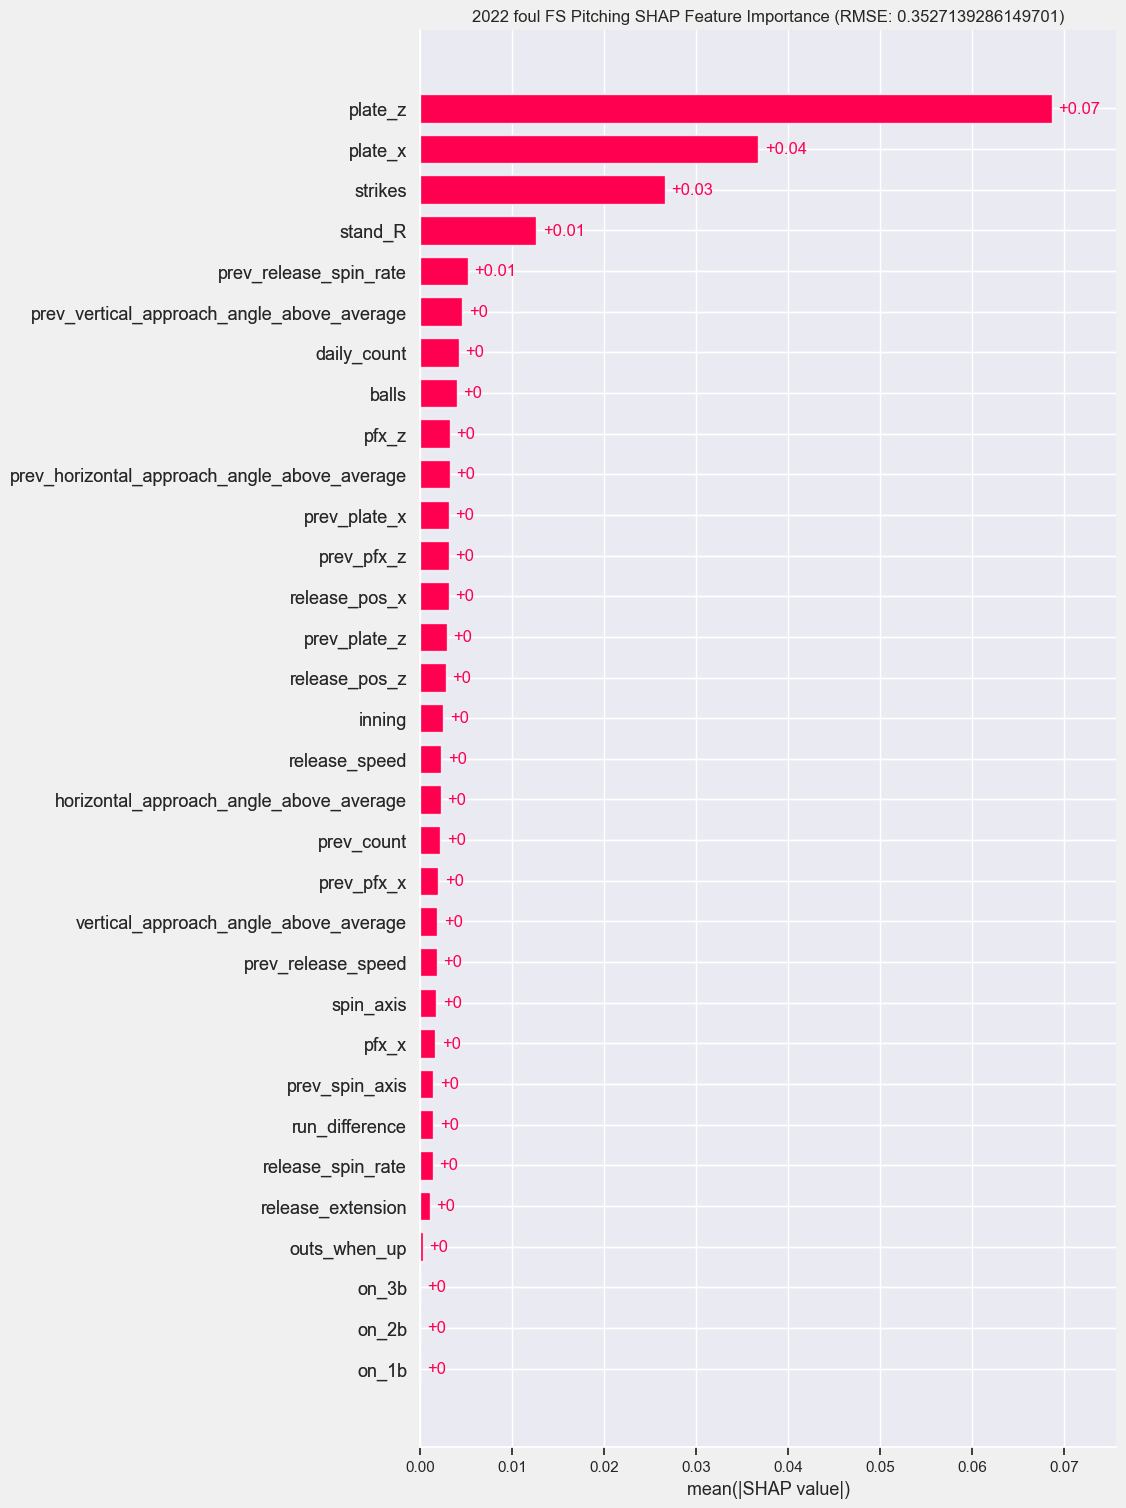 2022 foul FS Pitching SHAP Feature Importance (RMSE: 0.3527139286149701)
plate_z +0.07
plate_x +0.04
strikes +0.03
stand_R +0.01
prev_release_spin_rate +0.01
prev_vertical_approach_angle_above_average +0
daily_count +0
balls +0
pfx_z +0
prev_horizontal_approach_angle_above_average +0
prev_plate_x +0
prev_pfx_z +0
release_pos_x +0
prev_plate_z +0
release_pos_z +0
inning +0
release_speed +0
horizontal_approach_angle_above_average +0
prev_count +0
prev_pfx_x +0
vertical_approach_angle_above_average +0
prev_release_speed +0
spin_axis +0
pfx_x +0
prev_spin_axis +0
run_difference +0
release_spin_rate +0
release_extension +0
outs_when_up +0
on_3b +0
on_2b +0
on_1b +0
0.00 0.01 0.02 0.03 0.04 0.05 0.06 0.07
mean(|SHAP value|)